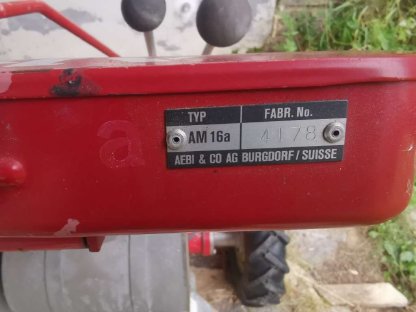 TYP FABR. No.
a AM 16a 4178
AEBI & CO AG BURGDORF/SUISSE